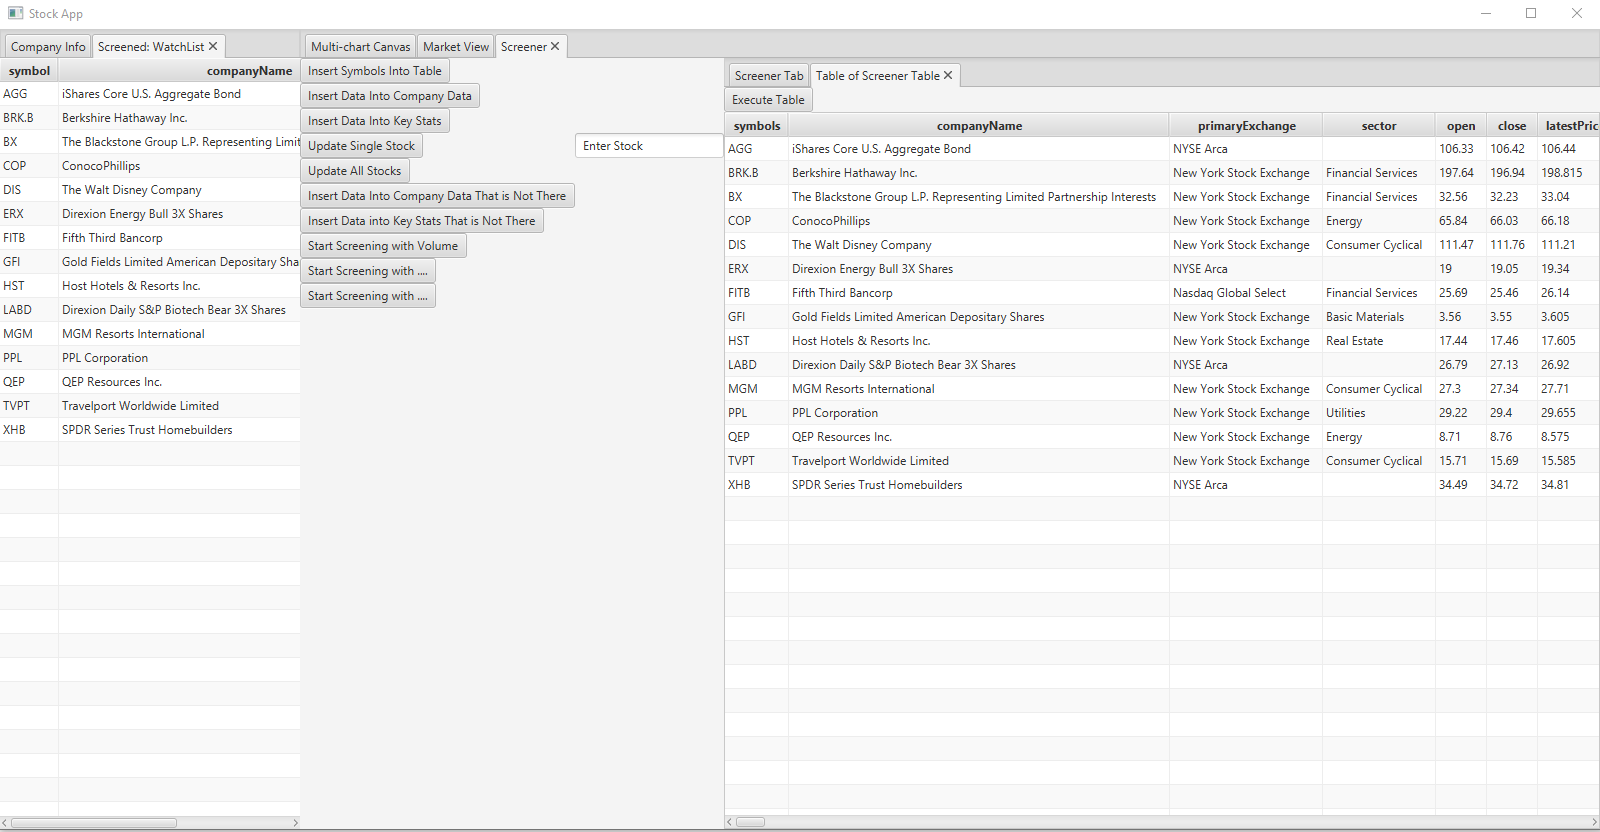 Stock App
Company Info Screened: WatchList
symbol companyName
AGG iShares Core U.S. Aggregate Bond
BRK.B Berkshire Hathaway Inc.
BX The Blackstone Group L.P. Representing Limit
COP ConocoPhillips
DIS The Walt Disney Company
ERX Direxion Energy Bull 3X Shares
FITB Fifth Third Bancorp
GFI Gold Fields Limited American Depositary Sha
HST Host Hotels & Resorts Inc.
LABD Direxion Daily S&P Biotech Bear 3X Shares
MGM MGM Resorts International
PPL PPL Corporation
QEP QEP Resources Inc.
TVPT Travelport Worldwide Limited
XHB SPDR Series Trust Homebuilders
Multi-chart Canvas Market View Screener
Insert Symbols Into Table
Insert Data Into Company Data
Insert Data Into Key Stats
Update Single Stock Enter Stock
Update All Stocks
Insert Data Into Company Data That is Not There
Insert Data into Key Stats That is Not There
Start Screening with Volume
Start Screening with ....
Start Screening with ....
Screener Tab Table of Screener Table
Execute Table
symbols companyName primaryExchange sector open close latestPric
AGG iShares Core U.S. Aggregate Bond NYSE Arca 106.33 106.42 106.44
BRK.B Berkshire Hathaway Inc. New York Stock Exchange Financial Services 197.64 196.94 198.815
BX The Blackstone Group L.P. Representing Limited Partnership Interests New York Stock Exchange Financial Services 32.56 32.23 33.04
COP ConocoPhillips New York Stock Exchange Energy 65.84 66.03 66.18
DIS The Walt Disney Company New York Stock Exchange Consumer Cyclical 111.47 111.76 111.21
ERX Direxion Energy Bull 3X Shares NYSE Arca 19 19.05 19.34
FITB Fifth Third Bancorp Nasdaq Global Select Financial Services 25.69 25.46 26.14
GFI Gold Fields Limited American Depositary Shares New York Stock Exchange Basic Materials 3.56 3.55 3.605
HST Host Hotels & Resorts Inc. New York Stock Exchange Real Estate 17.44 17.46 17.605
LABD Direxion Daily S&P Biotech Bear 3X Shares NYSE Arca 26.79 27.13 26.92
MGM MGM Resorts International New York Stock Exchange Consumer Cyclical 27.3 27.34 27.71
PPL PPL Corporation New York Stock Exchange Utilities 29.22 29.4 29.655
QEP QEP Resources Inc. New York Stock Exchange Energy 8.71 8.76 8.575
TVPT Travelport Worldwide Limited New York Stock Exchange Consumer Cyclical 15.71 15.69 15.585
XHB SPDR Series Trust Homebuilders NYSE Arca 34.49 34.72 34.81